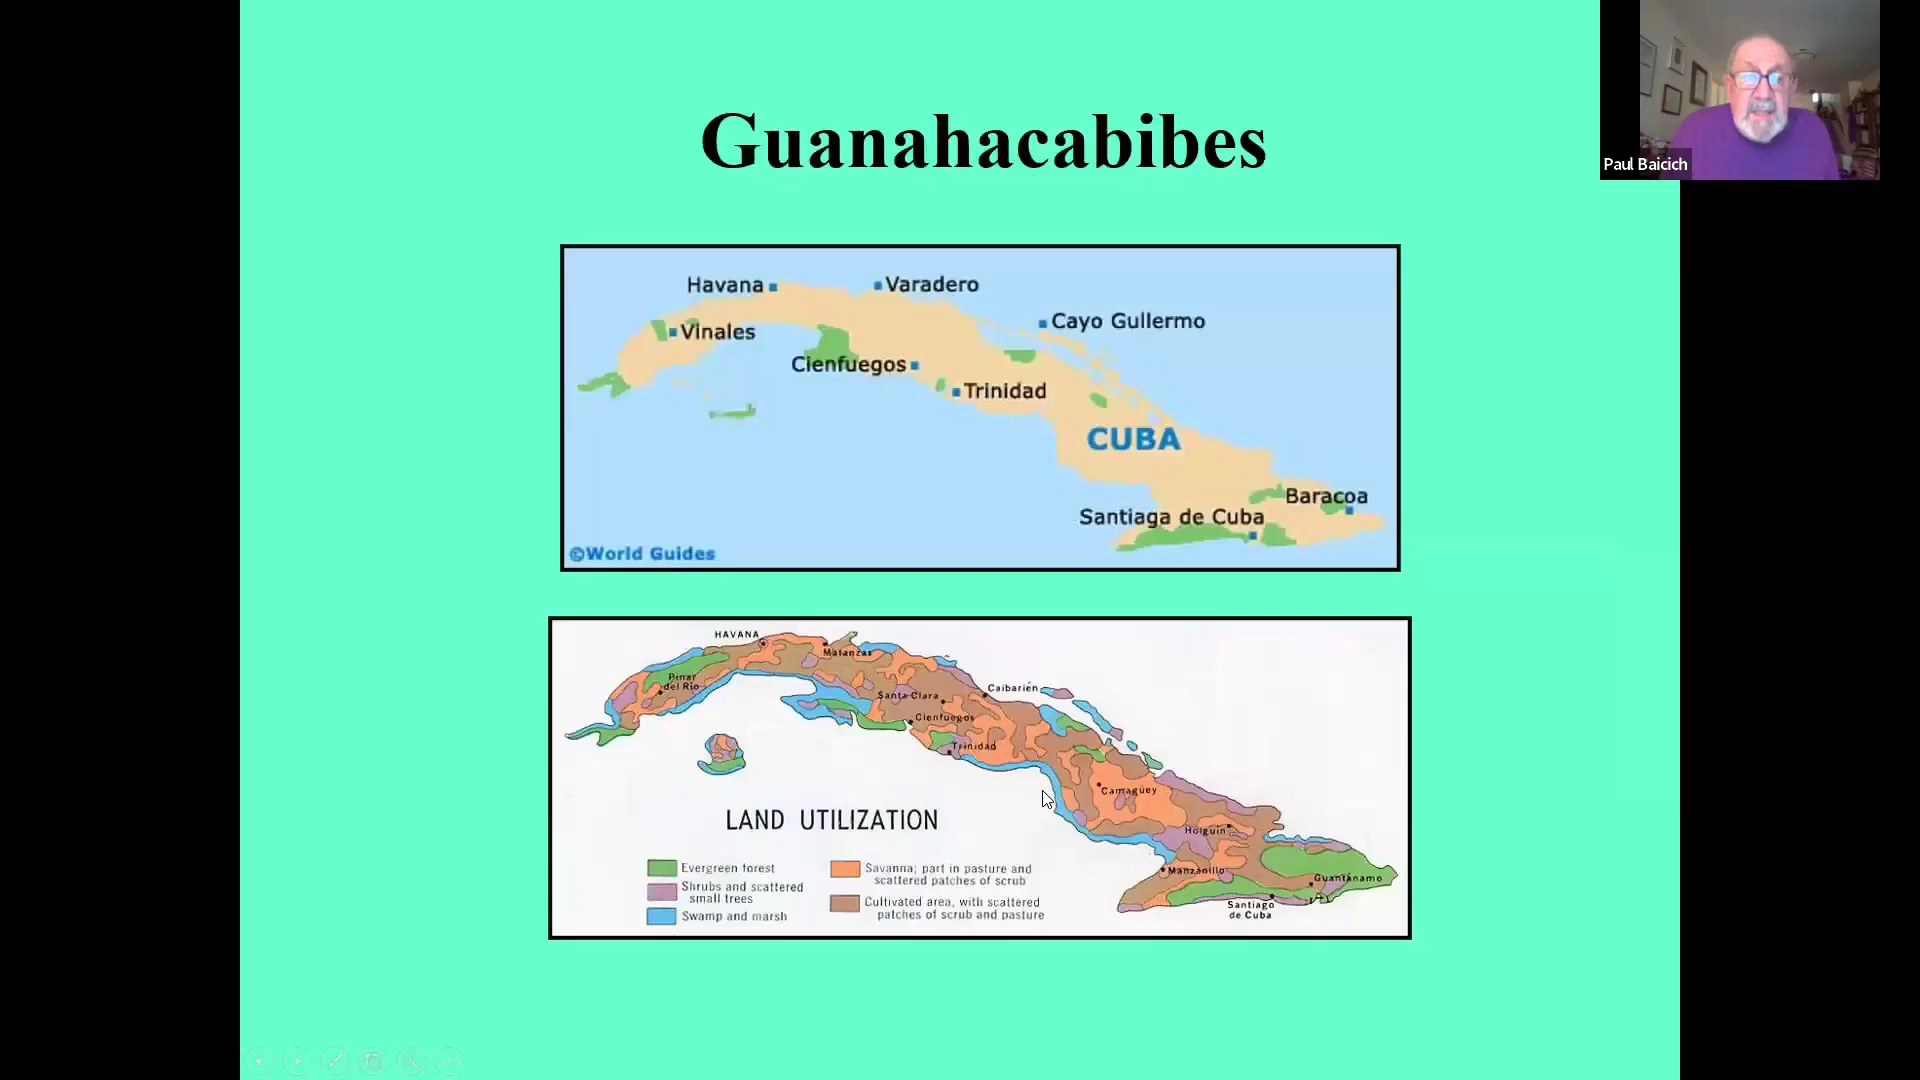 Guanahacabibes
Paul Baicich
Havana
Varadero
Cayo Gullermo
Vinales
Cienfuegos
Trinidad
CUBA
Baracoa
Santiaga de Cuba
©World Guides
HAVANA
Matanzas
Pinar
del Río
Santa Clara
Caibarién
Cienfuegos
Trinidad
Camagüey
Holguín
Manzanillo
Guantánamo
Santiago
de Cuba
LAND UTILIZATION
Evergreen forest
Shrubs and scattered
small trees
Swamp and marsh
Savanna; part in pasture and
scattered patches of scrub
Cultivated area, with scattered
patches of scrub and pasture